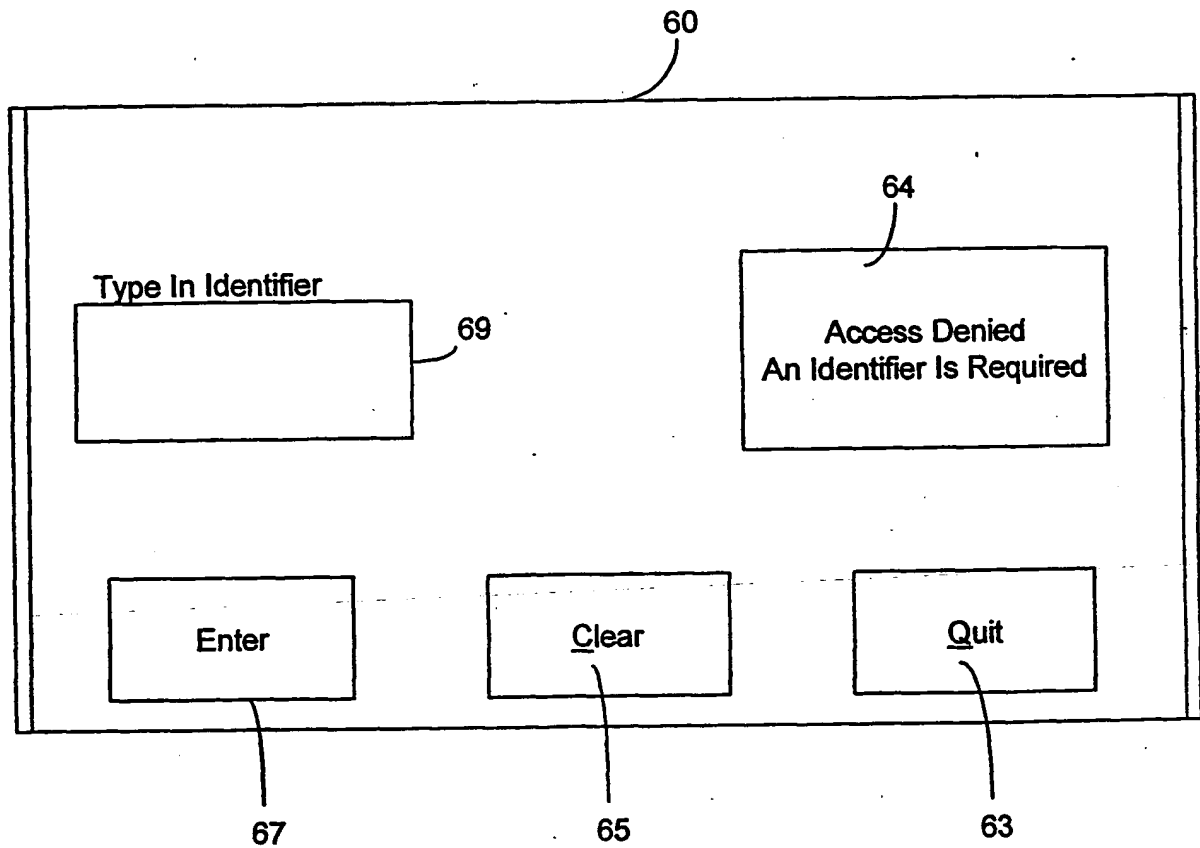 60
64
Type In Identifier
69
Access Denied
An Identifier Is Required
Enter
Clear
Quit
67
65
63